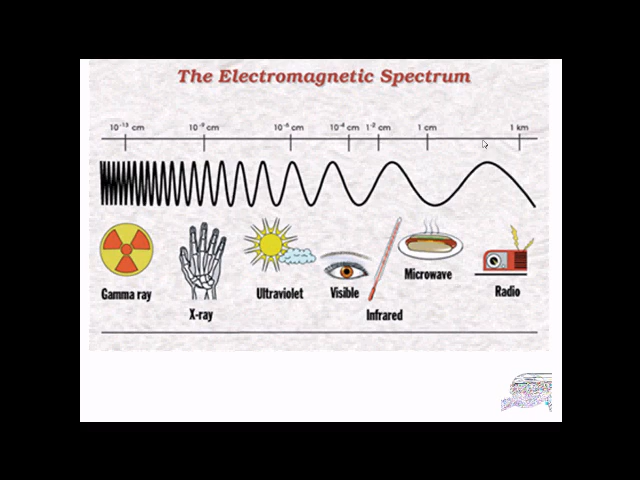 The Electromagnetic Spectrum
10⁻¹³ cm 10⁻⁹ cm 10⁻⁶ cm 10⁻⁴ cm 1⁻² cm 1 cm 1 km
Gamma ray X-ray Ultraviolet Visible Infrared Microwave Radio